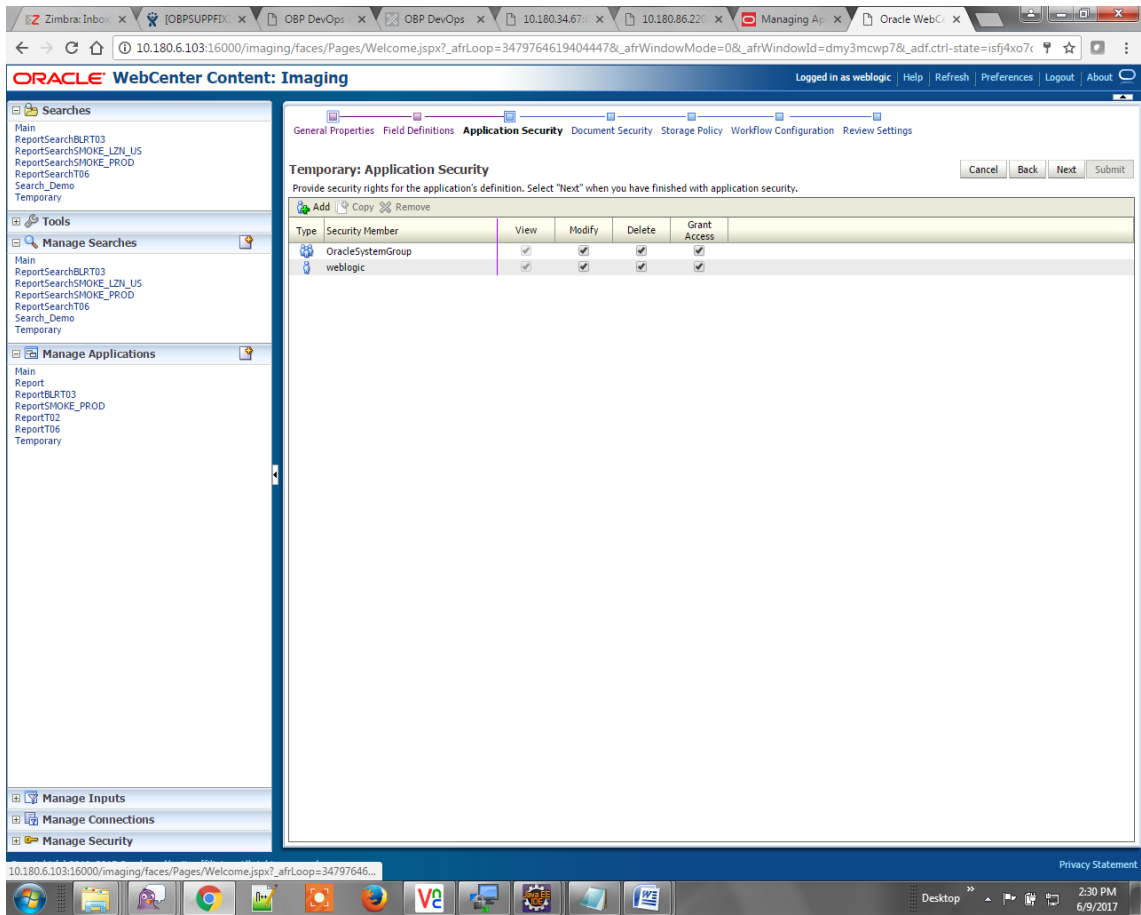 Zimbra: Inbox
[OBPSUPPFIX]
OBP DevOps
OBP DevOps
10.180.34.67:
10.180.86.220
Managing Ap
Oracle WebCe
10.180.6.103:16000/imaging/faces/Pages/Welcome.jspx?_afrLoop=34797646194044447&_afrWindowMode=0&_afrWindowId=dmy3mcwp7&_adf.ctrl-state=isfj4xo7c
ORACLE WebCenter Content: Imaging
Logged in as weblogic | Help | Refresh | Preferences | Logout | About
Searches
Main
ReportSearchBLRT03
ReportSearchSMOKE_LZN_US
ReportSearchSMOKE_PROD
ReportSearchT06
Search_Demo
Temporary
Tools
Manage Searches
Main
ReportSearchBLRT03
ReportSearchSMOKE_LZN_US
ReportSearchSMOKE_PROD
ReportSearchT06
Search_Demo
Temporary
Manage Applications
Main
Report
ReportBLRT03
ReportSMOKE_PROD
ReportT02
ReportT06
Temporary
Manage Inputs
Manage Connections
Manage Security
General Properties Field Definitions Application Security Document Security Storage Policy Workflow Configuration Review Settings
Temporary: Application Security
Cancel Back Next Submit
Provide security rights for the application's definition. Select "Next" when you have finished with application security.
Add Copy Remove
Type Security Member View Modify Delete Grant Access
OracleSystemGroup
weblogic
Privacy Statement
10.180.6.103:16000/imaging/faces/Pages/Welcome.jspx?_afrLoop=34797646...
Desktop
2:30 PM
6/9/2017